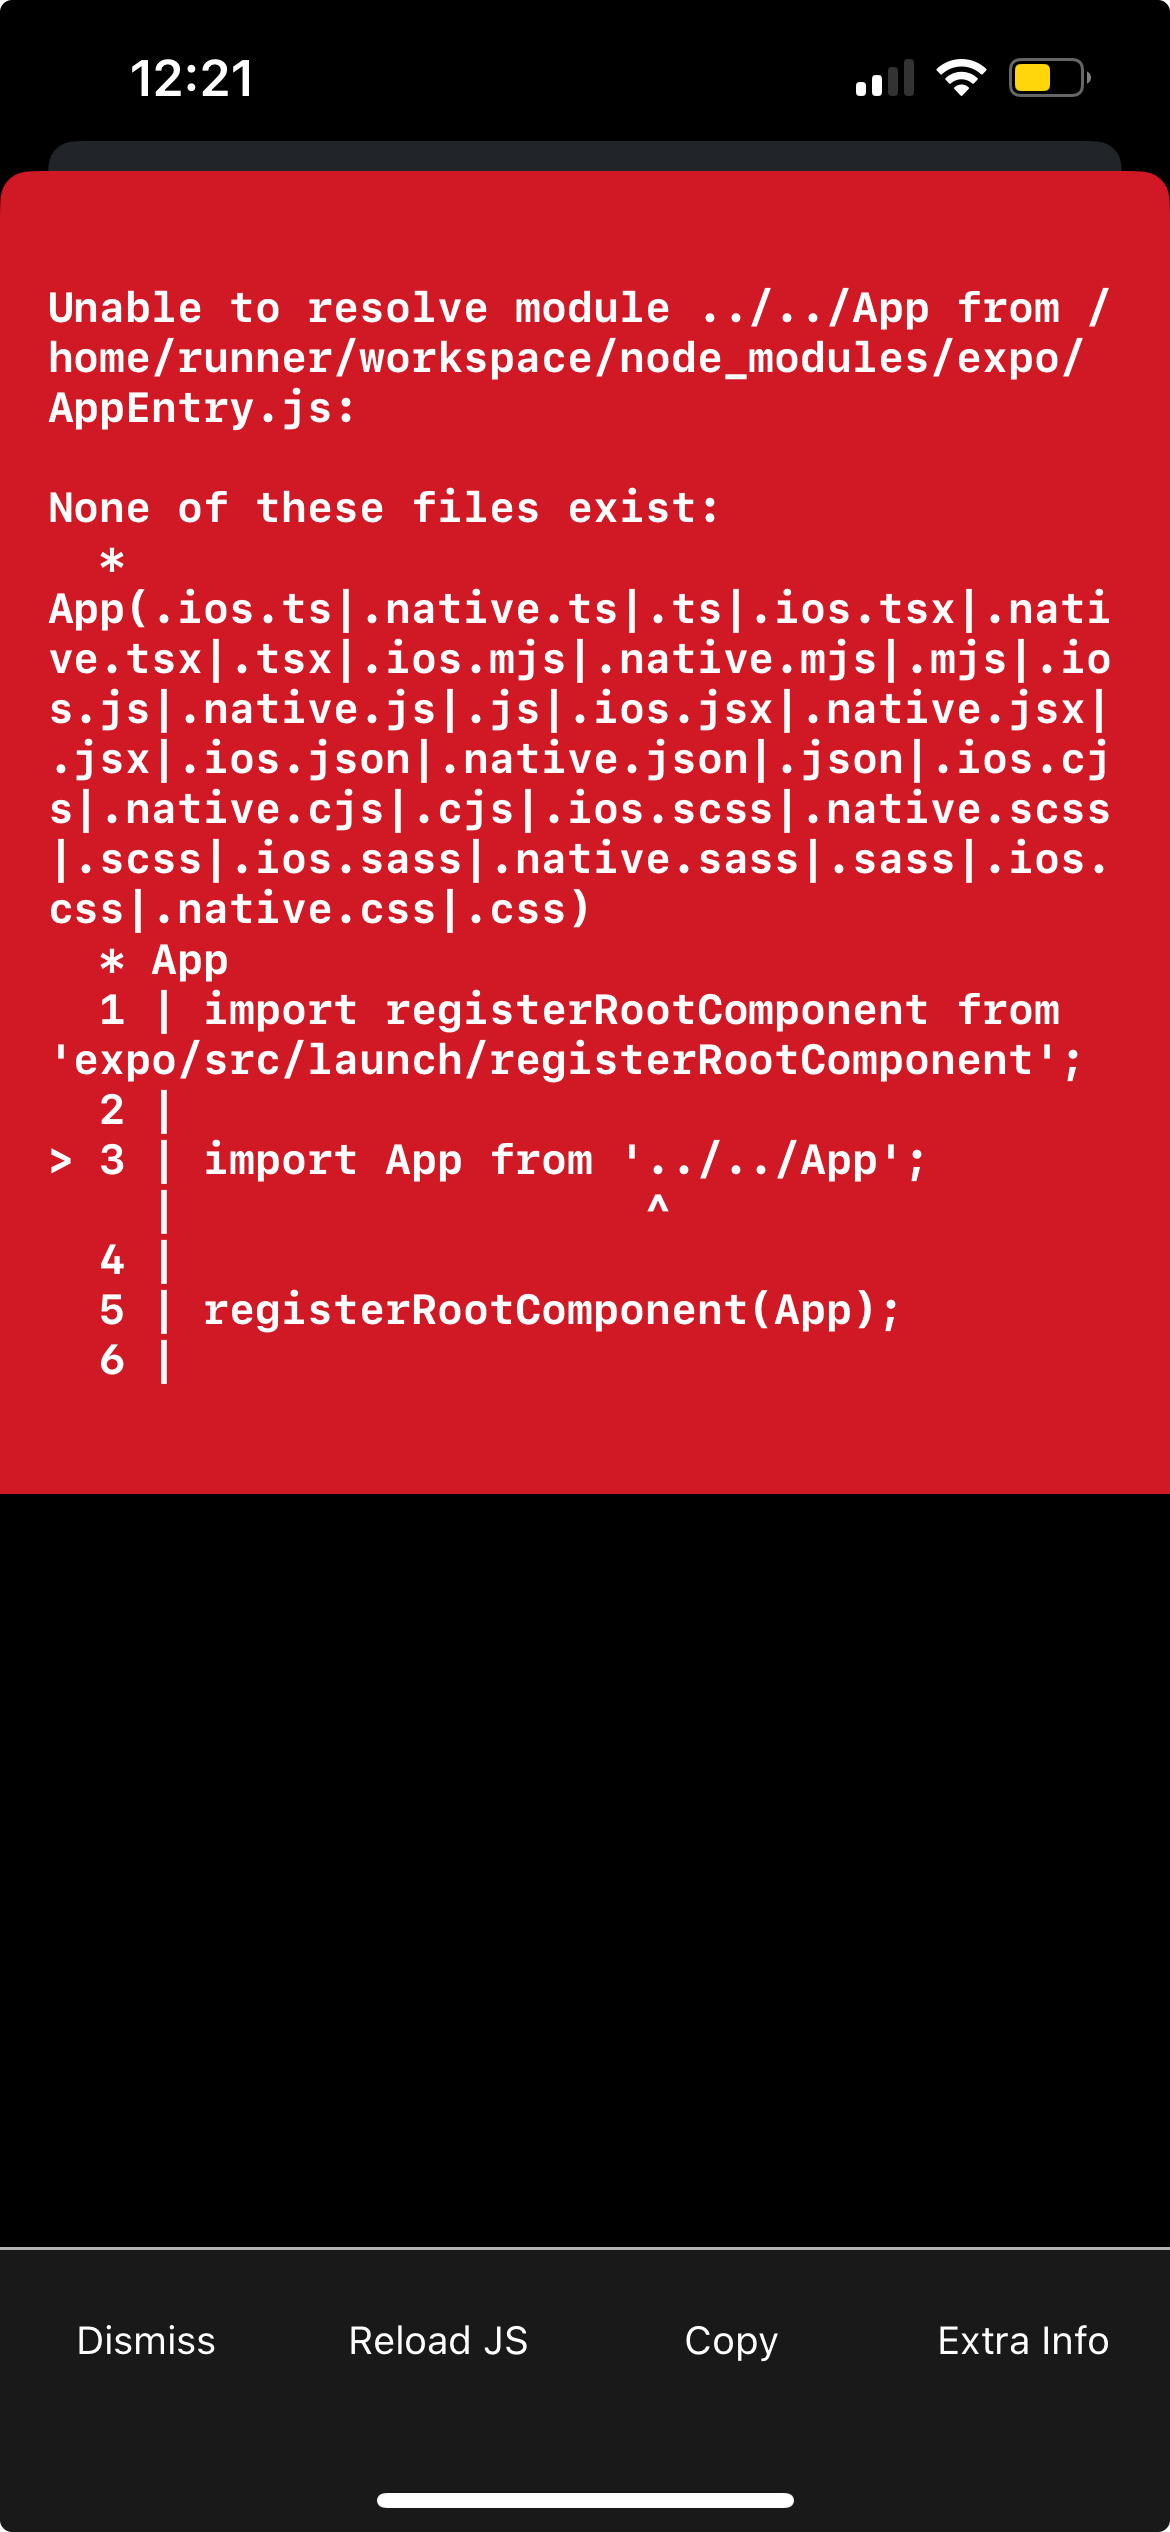 12:21
Unable to resolve module ../../App from /
home/runner/workspace/node_modules/expo/
AppEntry.js:
None of these files exist:
  *
App(.ios.ts|.native.ts|.ts|.ios.tsx|.nati
ve.tsx|.tsx|.ios.mjs|.native.mjs|.mjs|.io
s.js|.native.js|.js|.ios.jsx|.native.jsx|
.jsx|.ios.json|.native.json|.json|.ios.cj
s|.native.cjs|.cjs|.ios.scss|.native.scss
|.scss|.ios.sass|.native.sass|.sass|.ios.
css|.native.css|.css)
  * App
  1 | import registerRootComponent from
'expo/src/launch/registerRootComponent';
  2 |
> 3 | import App from '../../App';
    |                  ^
  4 |
  5 | registerRootComponent(App);
  6 |
Dismiss Reload JS Copy Extra Info